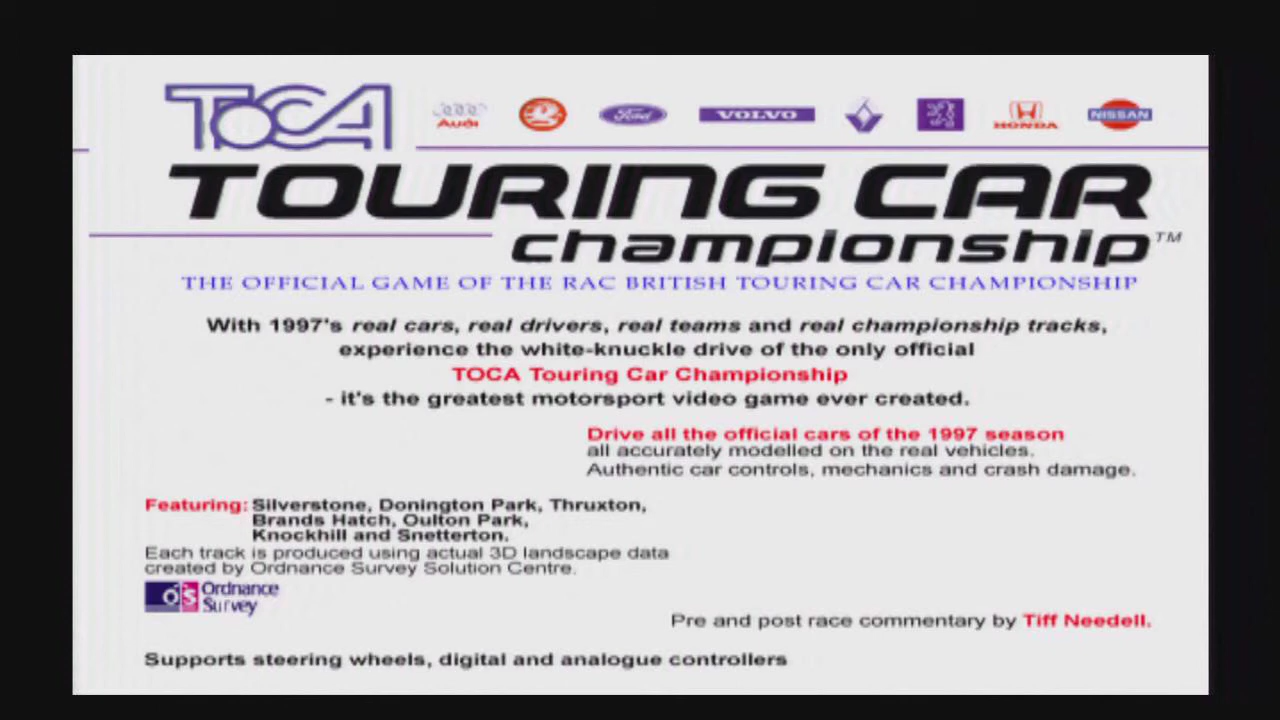 TOCA Audi Ford VOLVO HONDA NISSAN
TOURING CAR
championship™
THE OFFICIAL GAME OF THE RAC BRITISH TOURING CAR CHAMPIONSHIP
With 1997's real cars, real drivers, real teams and real championship tracks,
experience the white-knuckle drive of the only official
TOCA Touring Car Championship
- it's the greatest motorsport video game ever created.
Drive all the official cars of the 1997 season
all accurately modelled on the real vehicles.
Authentic car controls, mechanics and crash damage.
Featuring: Silverstone, Donington Park, Thruxton,
Brands Hatch, Oulton Park,
Knockhill and Snetterton.
Each track is produced using actual 3D landscape data
created by Ordnance Survey Solution Centre.
OS Ordnance
Survey
Pre and post race commentary by Tiff Needell.
Supports steering wheels, digital and analogue controllers